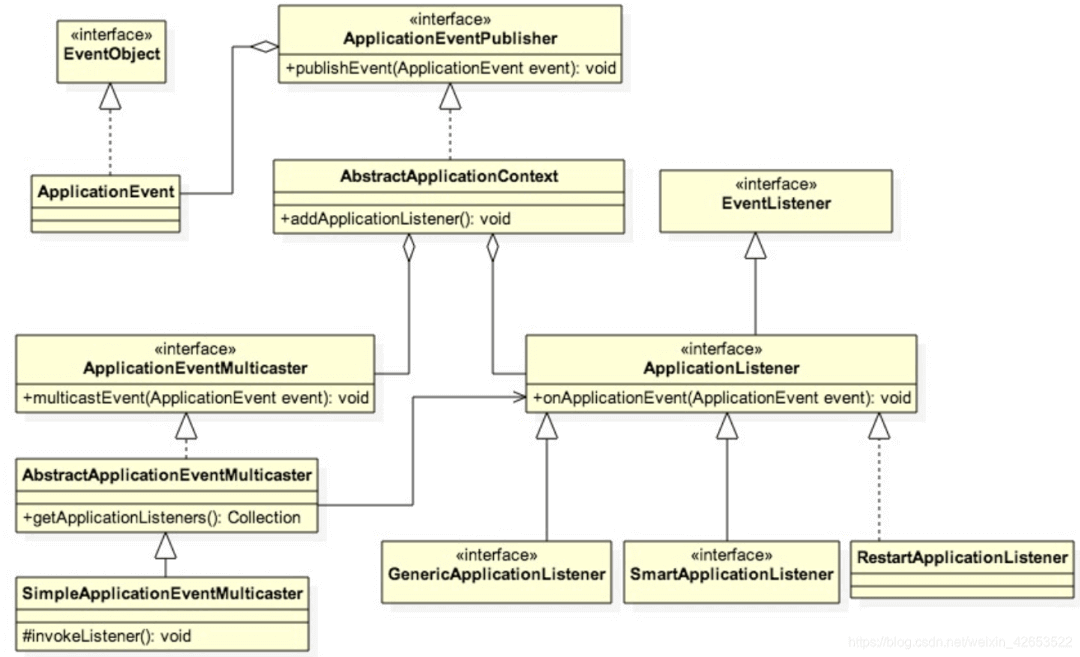 «interface»
EventObject
«interface»
ApplicationEventPublisher
+publishEvent(ApplicationEvent event): void
ApplicationEvent
AbstractApplicationContext
+addApplicationListener(): void
«interface»
EventListener
«interface»
ApplicationEventMulticaster
+multicastEvent(ApplicationEvent event): void
«interface»
ApplicationListener
+onApplicationEvent(ApplicationEvent event): void
AbstractApplicationEventMulticaster
+getApplicationListeners(): Collection
«interface»
GenericApplicationListener
«interface»
SmartApplicationListener
RestartApplicationListener
SimpleApplicationEventMulticaster
#invokeListener(): void
https://blog.csdn.net/weixin_42653522